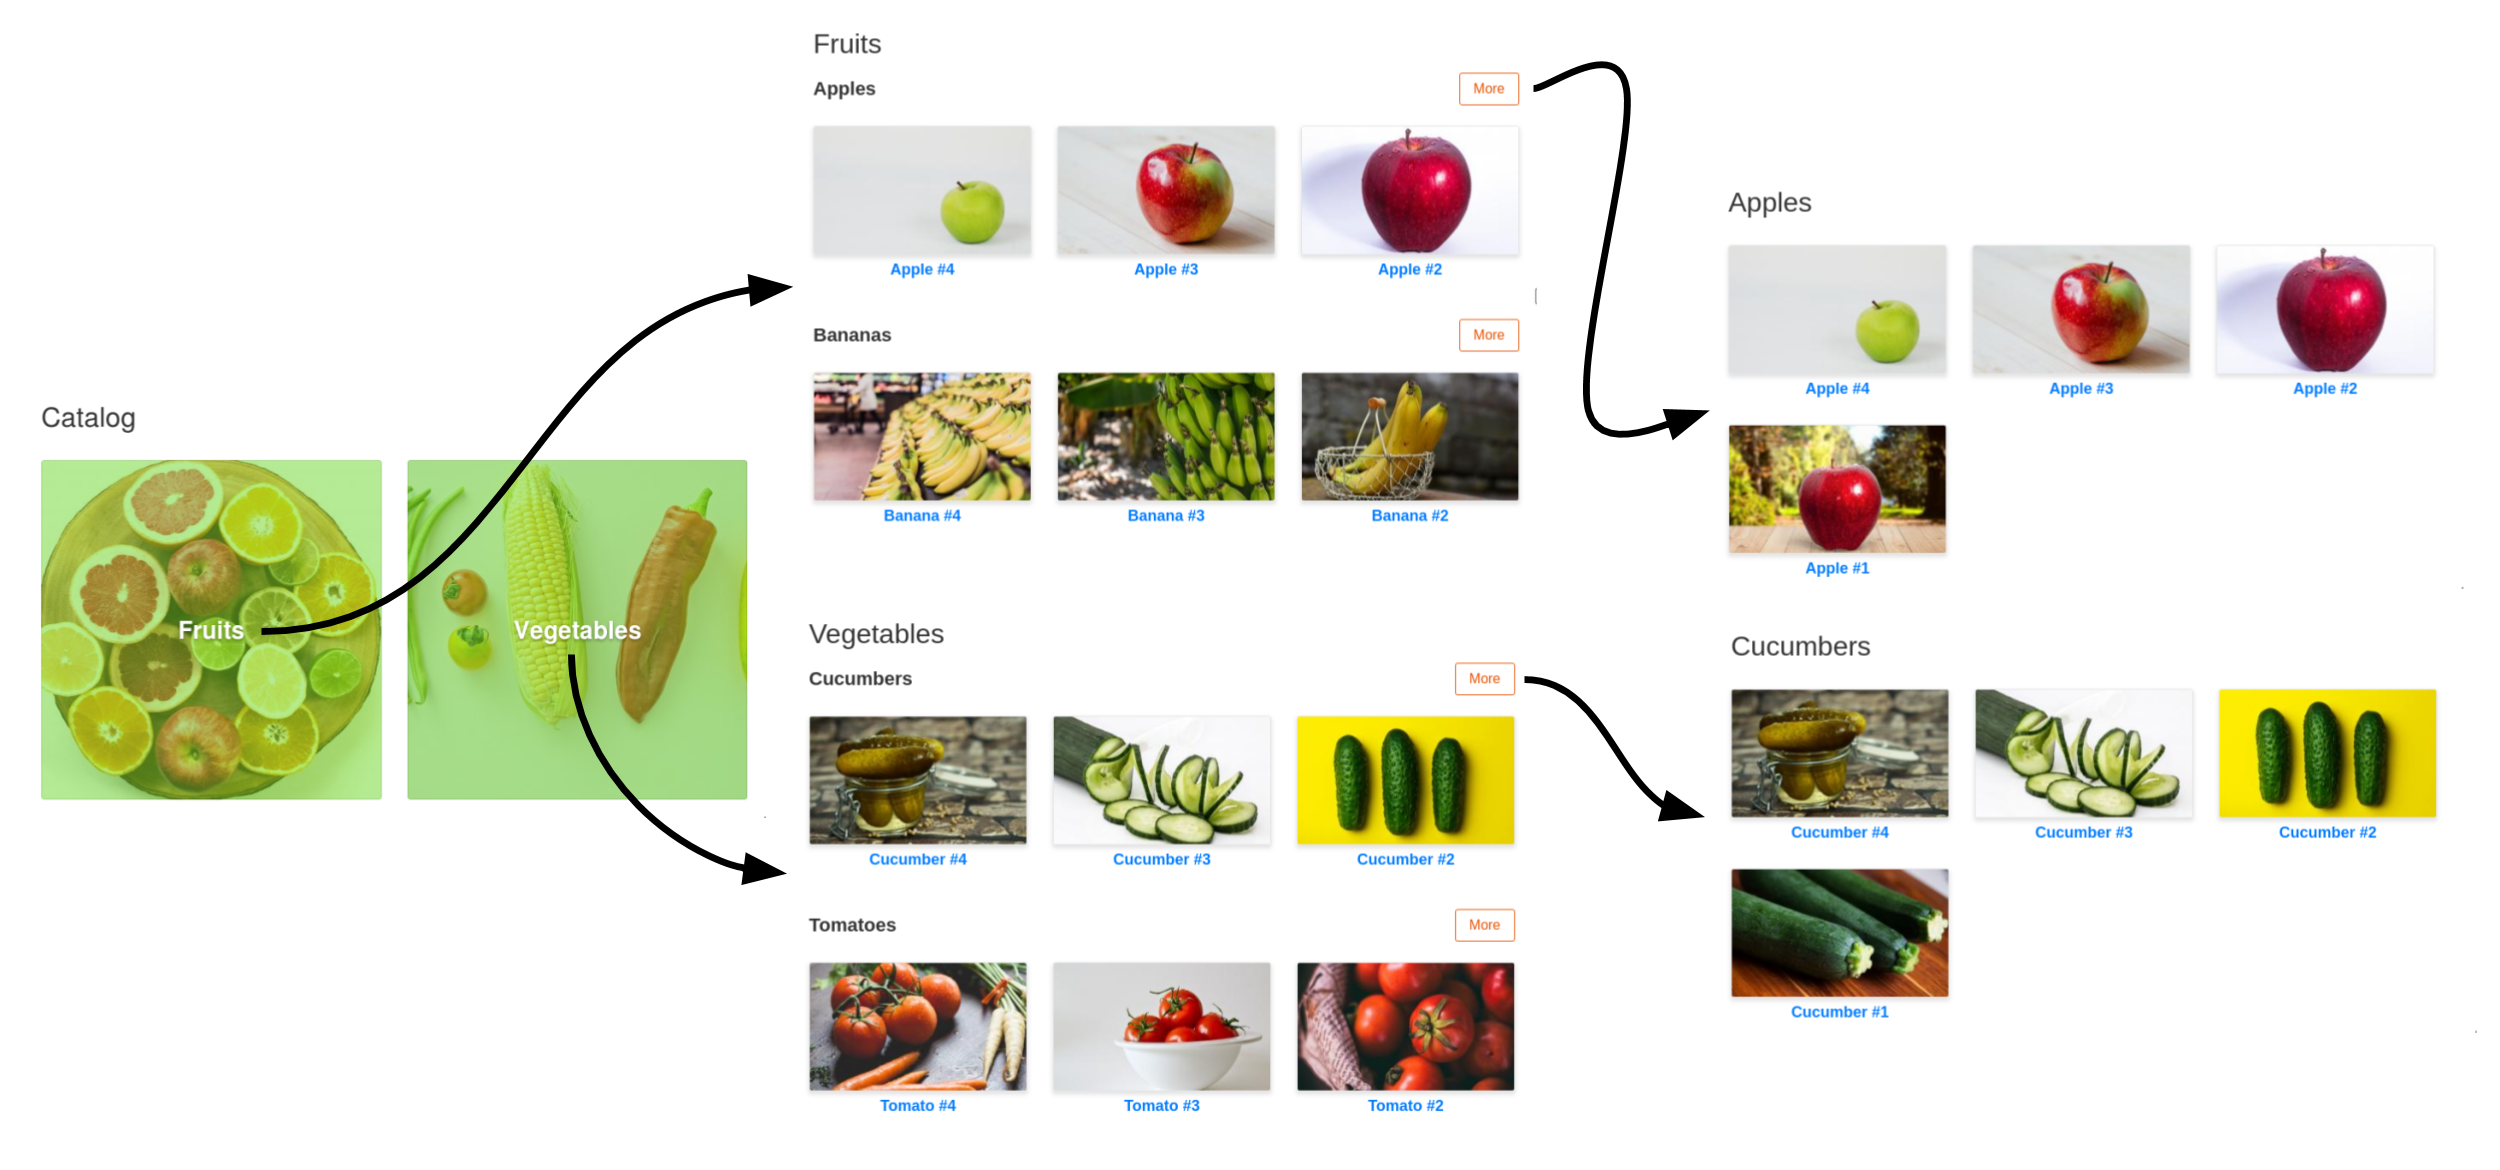 Catalog
Fruits
Vegetables
Fruits
Apples
More
Apple #4
Apple #3
Apple #2
Bananas
More
Banana #4
Banana #3
Banana #2
Vegetables
Cucumbers
More
Cucumber #4
Cucumber #3
Cucumber #2
Tomatoes
More
Tomato #4
Tomato #3
Tomato #2
Apples
Apple #4
Apple #3
Apple #2
Apple #1
Cucumbers
Cucumber #4
Cucumber #3
Cucumber #2
Cucumber #1